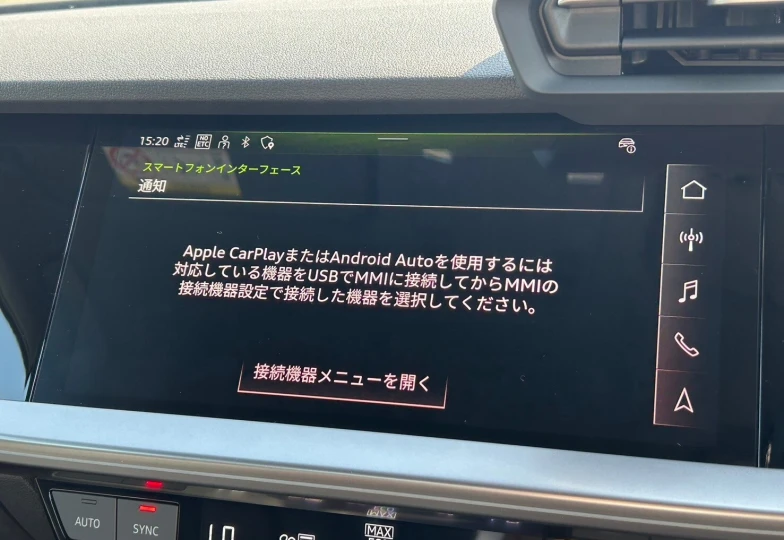 15:20
LTE
NO
ETC
スマートフォンインターフェース
通知
Apple CarPlayまたはAndroid Autoを使用するには
対応している機器をUSBでMMIに接続してからMMIの
接続機器設定で接続した機器を選択してください。
接続機器メニューを開く
AUTO
SYNC
MAX